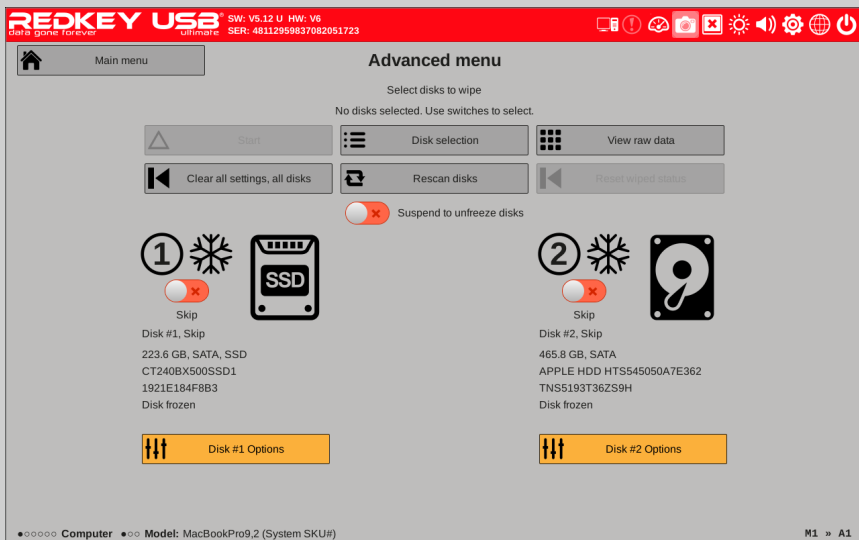 REDKEY USB®
data gone forever ultimate
SW: V5.12 U HW: V6
SER: 48112959837082051723
Main menu
Advanced menu
Select disks to wipe
No disks selected. Use switches to select.
Start
Disk selection
View raw data
Clear all settings, all disks
Rescan disks
Reset wiped status
Suspend to unfreeze disks
1
SSD
Skip
Disk #1, Skip
223.6 GB, SATA, SSD
CT240BX500SSD1
1921E184F8B3
Disk frozen
Disk #1 Options
2
Skip
Disk #2, Skip
465.8 GB, SATA
APPLE HDD HTS545050A7E362
TNS5193T36ZS9H
Disk frozen
Disk #2 Options
●○○○○○ Computer ●○○ Model: MacBookPro9,2 (System SKU#)
M1 » A1